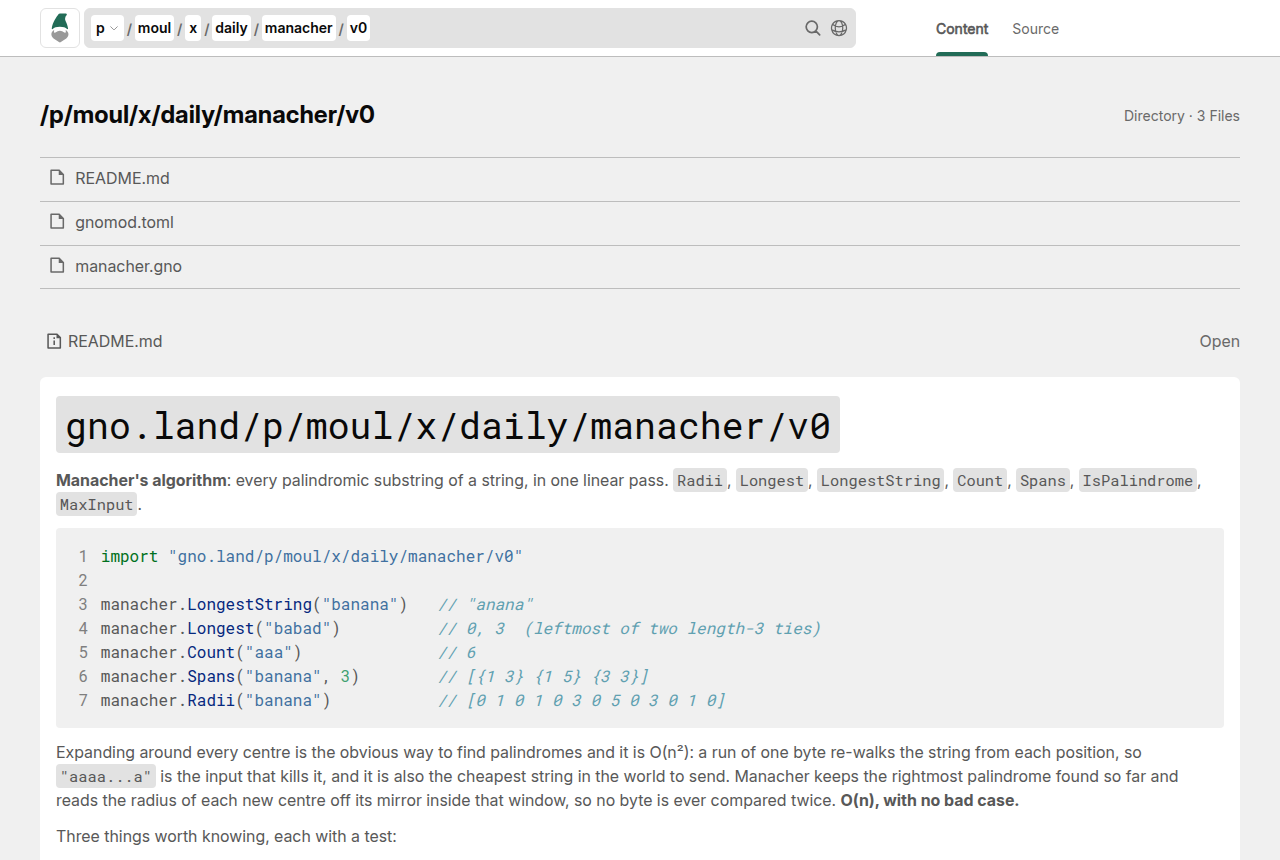 p / moul / x / daily / manacher / v0
Content
Source
/p/moul/x/daily/manacher/v0
Directory · 3 Files
README.md
gnomod.toml
manacher.gno
README.md
Open
gno.land/p/moul/x/daily/manacher/v0
Manacher's algorithm: every palindromic substring of a string, in one linear pass. Radii, Longest, LongestString, Count, Spans, IsPalindrome,
MaxInput.
1 import "gno.land/p/moul/x/daily/manacher/v0"
2
3 manacher.LongestString("banana")   // "anana"
4 manacher.Longest("babad")          // 0, 3  (leftmost of two length-3 ties)
5 manacher.Count("aaa")              // 6
6 manacher.Spans("banana", 3)        // [{1 3} {1 5} {3 3}]
7 manacher.Radii("banana")           // [0 1 0 1 0 3 0 5 0 3 0 1 0]
Expanding around every centre is the obvious way to find palindromes and it is O(n²): a run of one byte re-walks the string from each position, so
"aaaa...a" is the input that kills it, and it is also the cheapest string in the world to send. Manacher keeps the rightmost palindrome found so far and
reads the radius of each new centre off its mirror inside that window, so no byte is ever compared twice. O(n), with no bad case.
Three things worth knowing, each with a test: